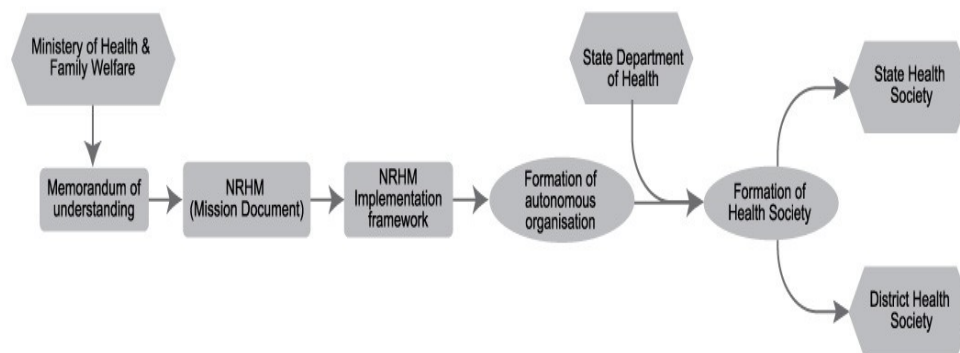 Ministery of Health &
Family Welfare
State Department
of Health
State Health
Society
Memorandum of
understanding
NRHM
(Mission Document)
NRHM
Implementation
framework
Formation of
autonomous
organisation
Formation of
Health Society
District Health
Society